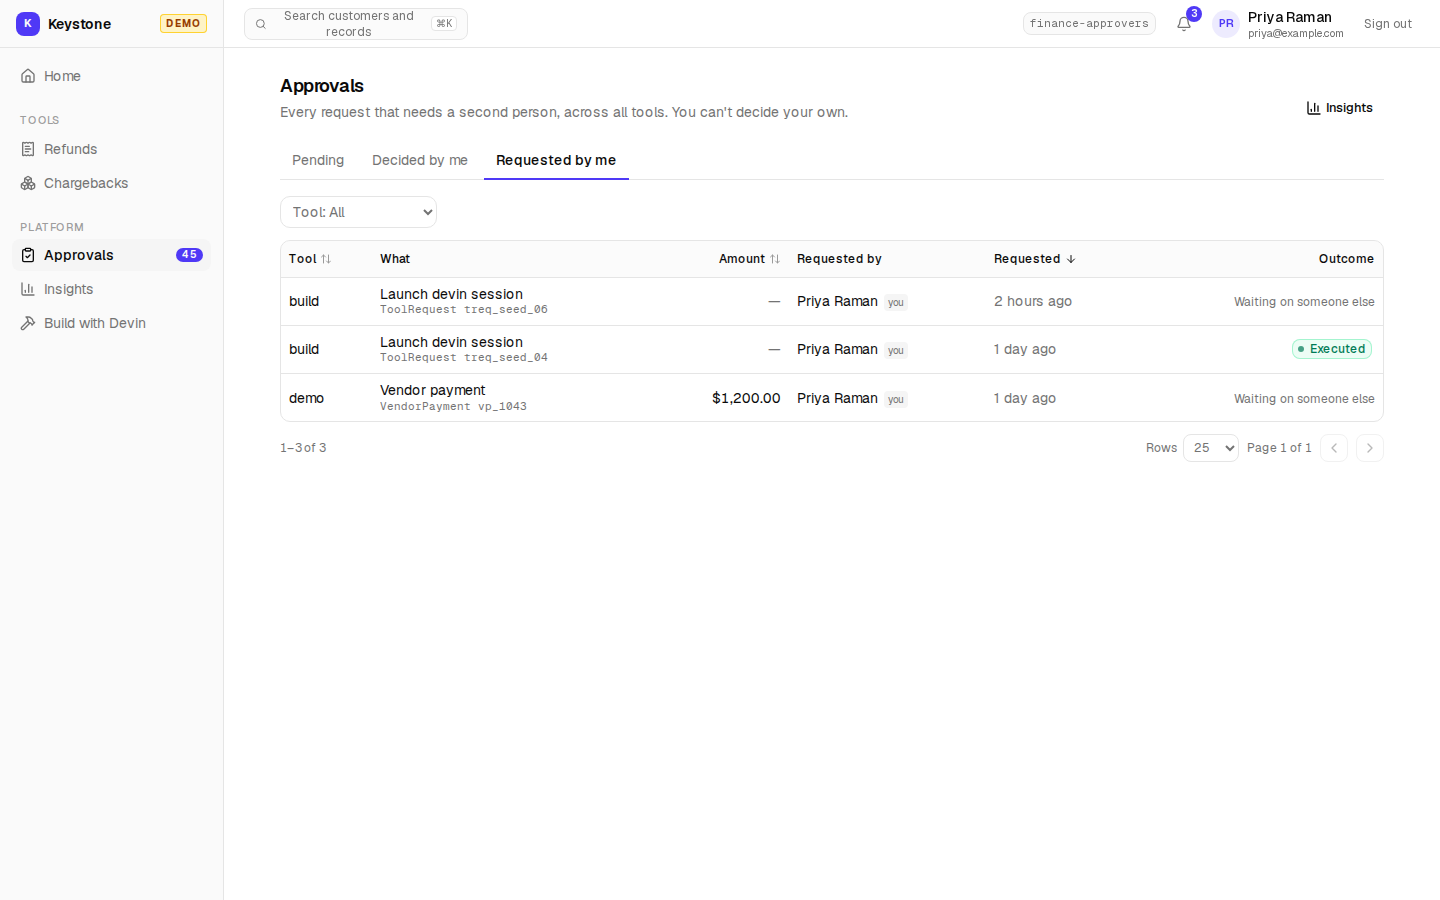 K Keystone DEMO
Search customers and records ⌘K
finance-approvers
3
PR
Priya Raman
priya@example.com
Sign out
Home
TOOLS
Refunds
Chargebacks
PLATFORM
Approvals 45
Insights
Build with Devin
Approvals
Every request that needs a second person, across all tools. You can't decide your own.
Insights
Pending Decided by me Requested by me
Tool: All
Tool What Amount Requested by Requested Outcome
build Launch devin session — Priya Raman you 2 hours ago Waiting on someone else
ToolRequest treq_seed_06
build Launch devin session — Priya Raman you 1 day ago Executed
ToolRequest treq_seed_04
demo Vendor payment $1,200.00 Priya Raman you 1 day ago Waiting on someone else
VendorPayment vp_1043
1–3 of 3
Rows 25 Page 1 of 1